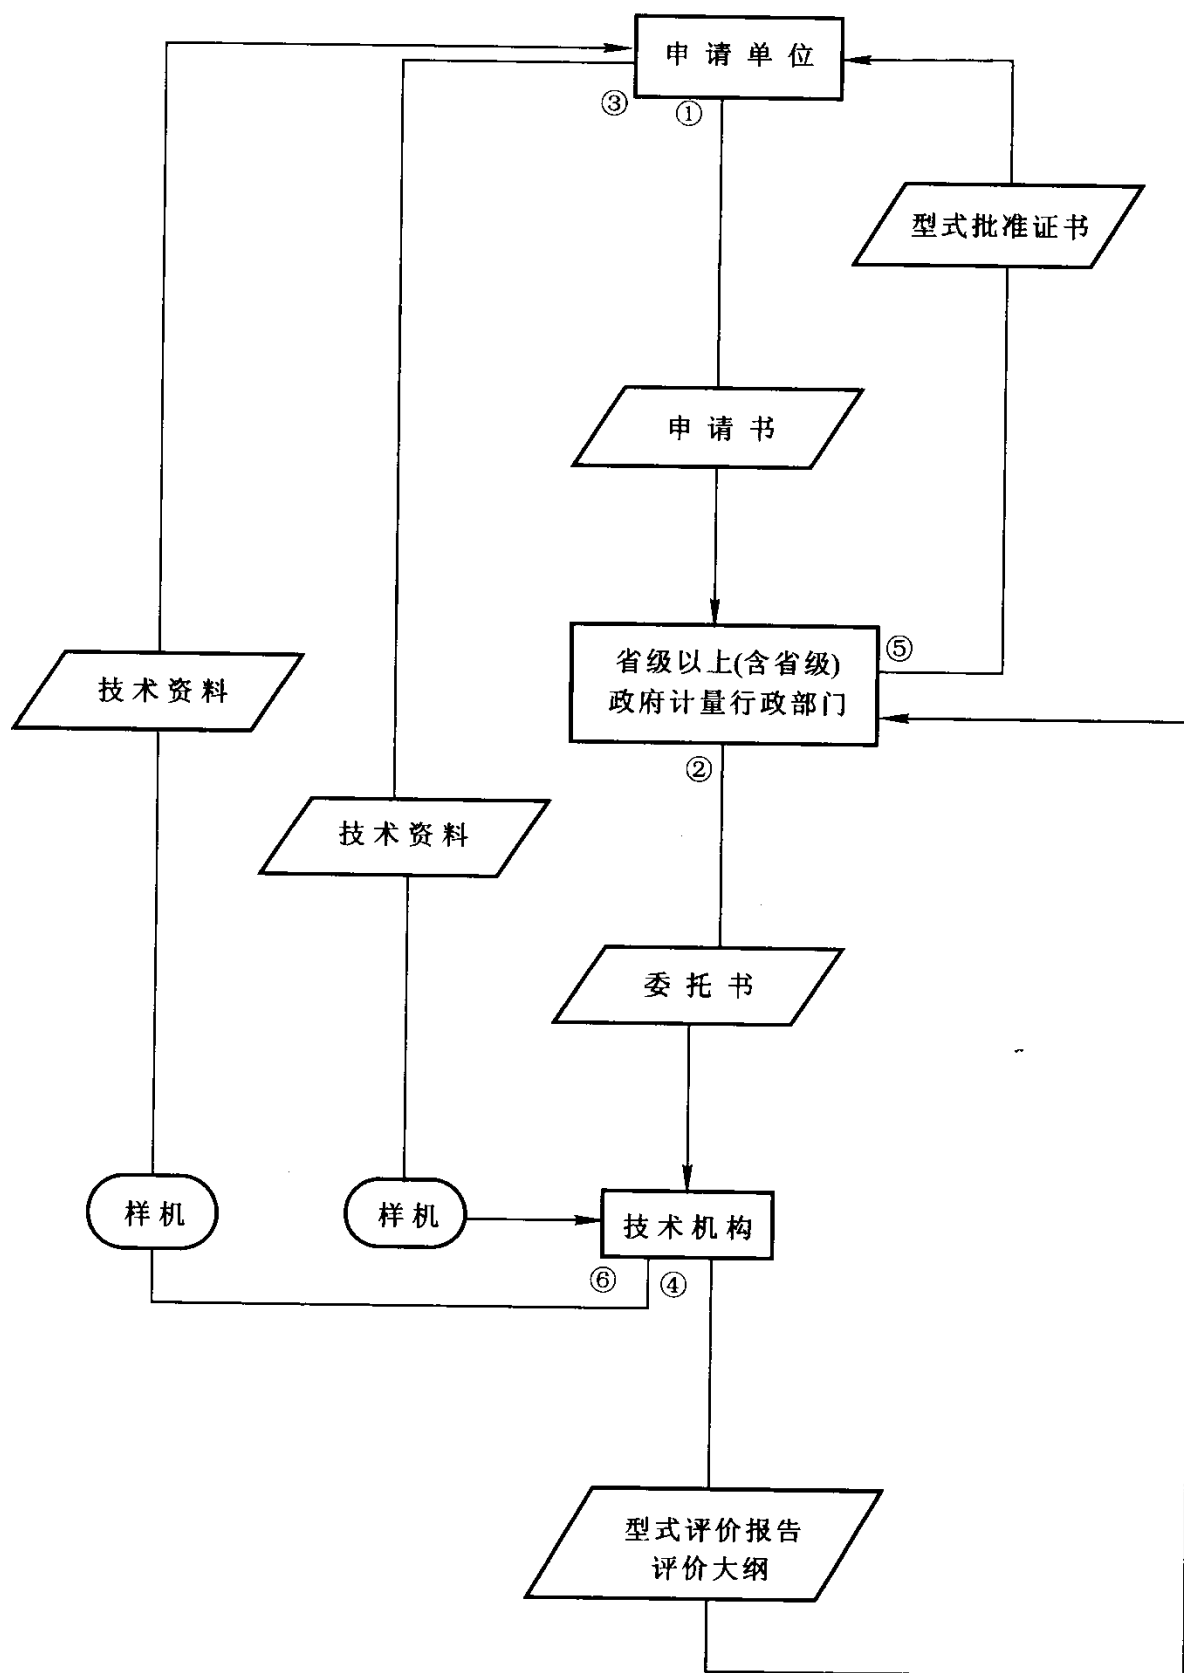 申请单位
③
①
型式批准证书
申请书
省级以上(含省级)
政府计量行政部门
⑤
技术资料
②
技术资料
委托书
样机
样机
技术机构
⑥
④
型式评价报告
评价大纲